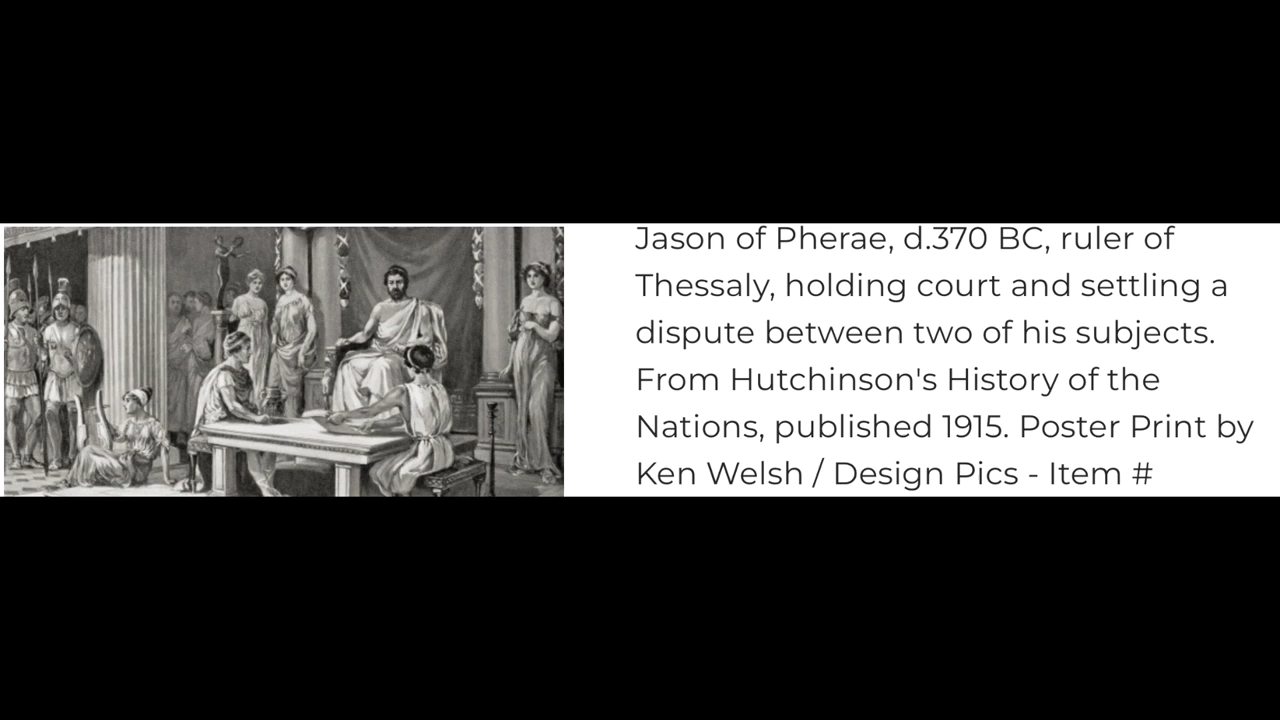 Jason of Pherae, d.370 BC, ruler of
Thessaly, holding court and settling a
dispute between two of his subjects.
From Hutchinson's History of the
Nations, published 1915. Poster Print by
Ken Welsh / Design Pics - Item #